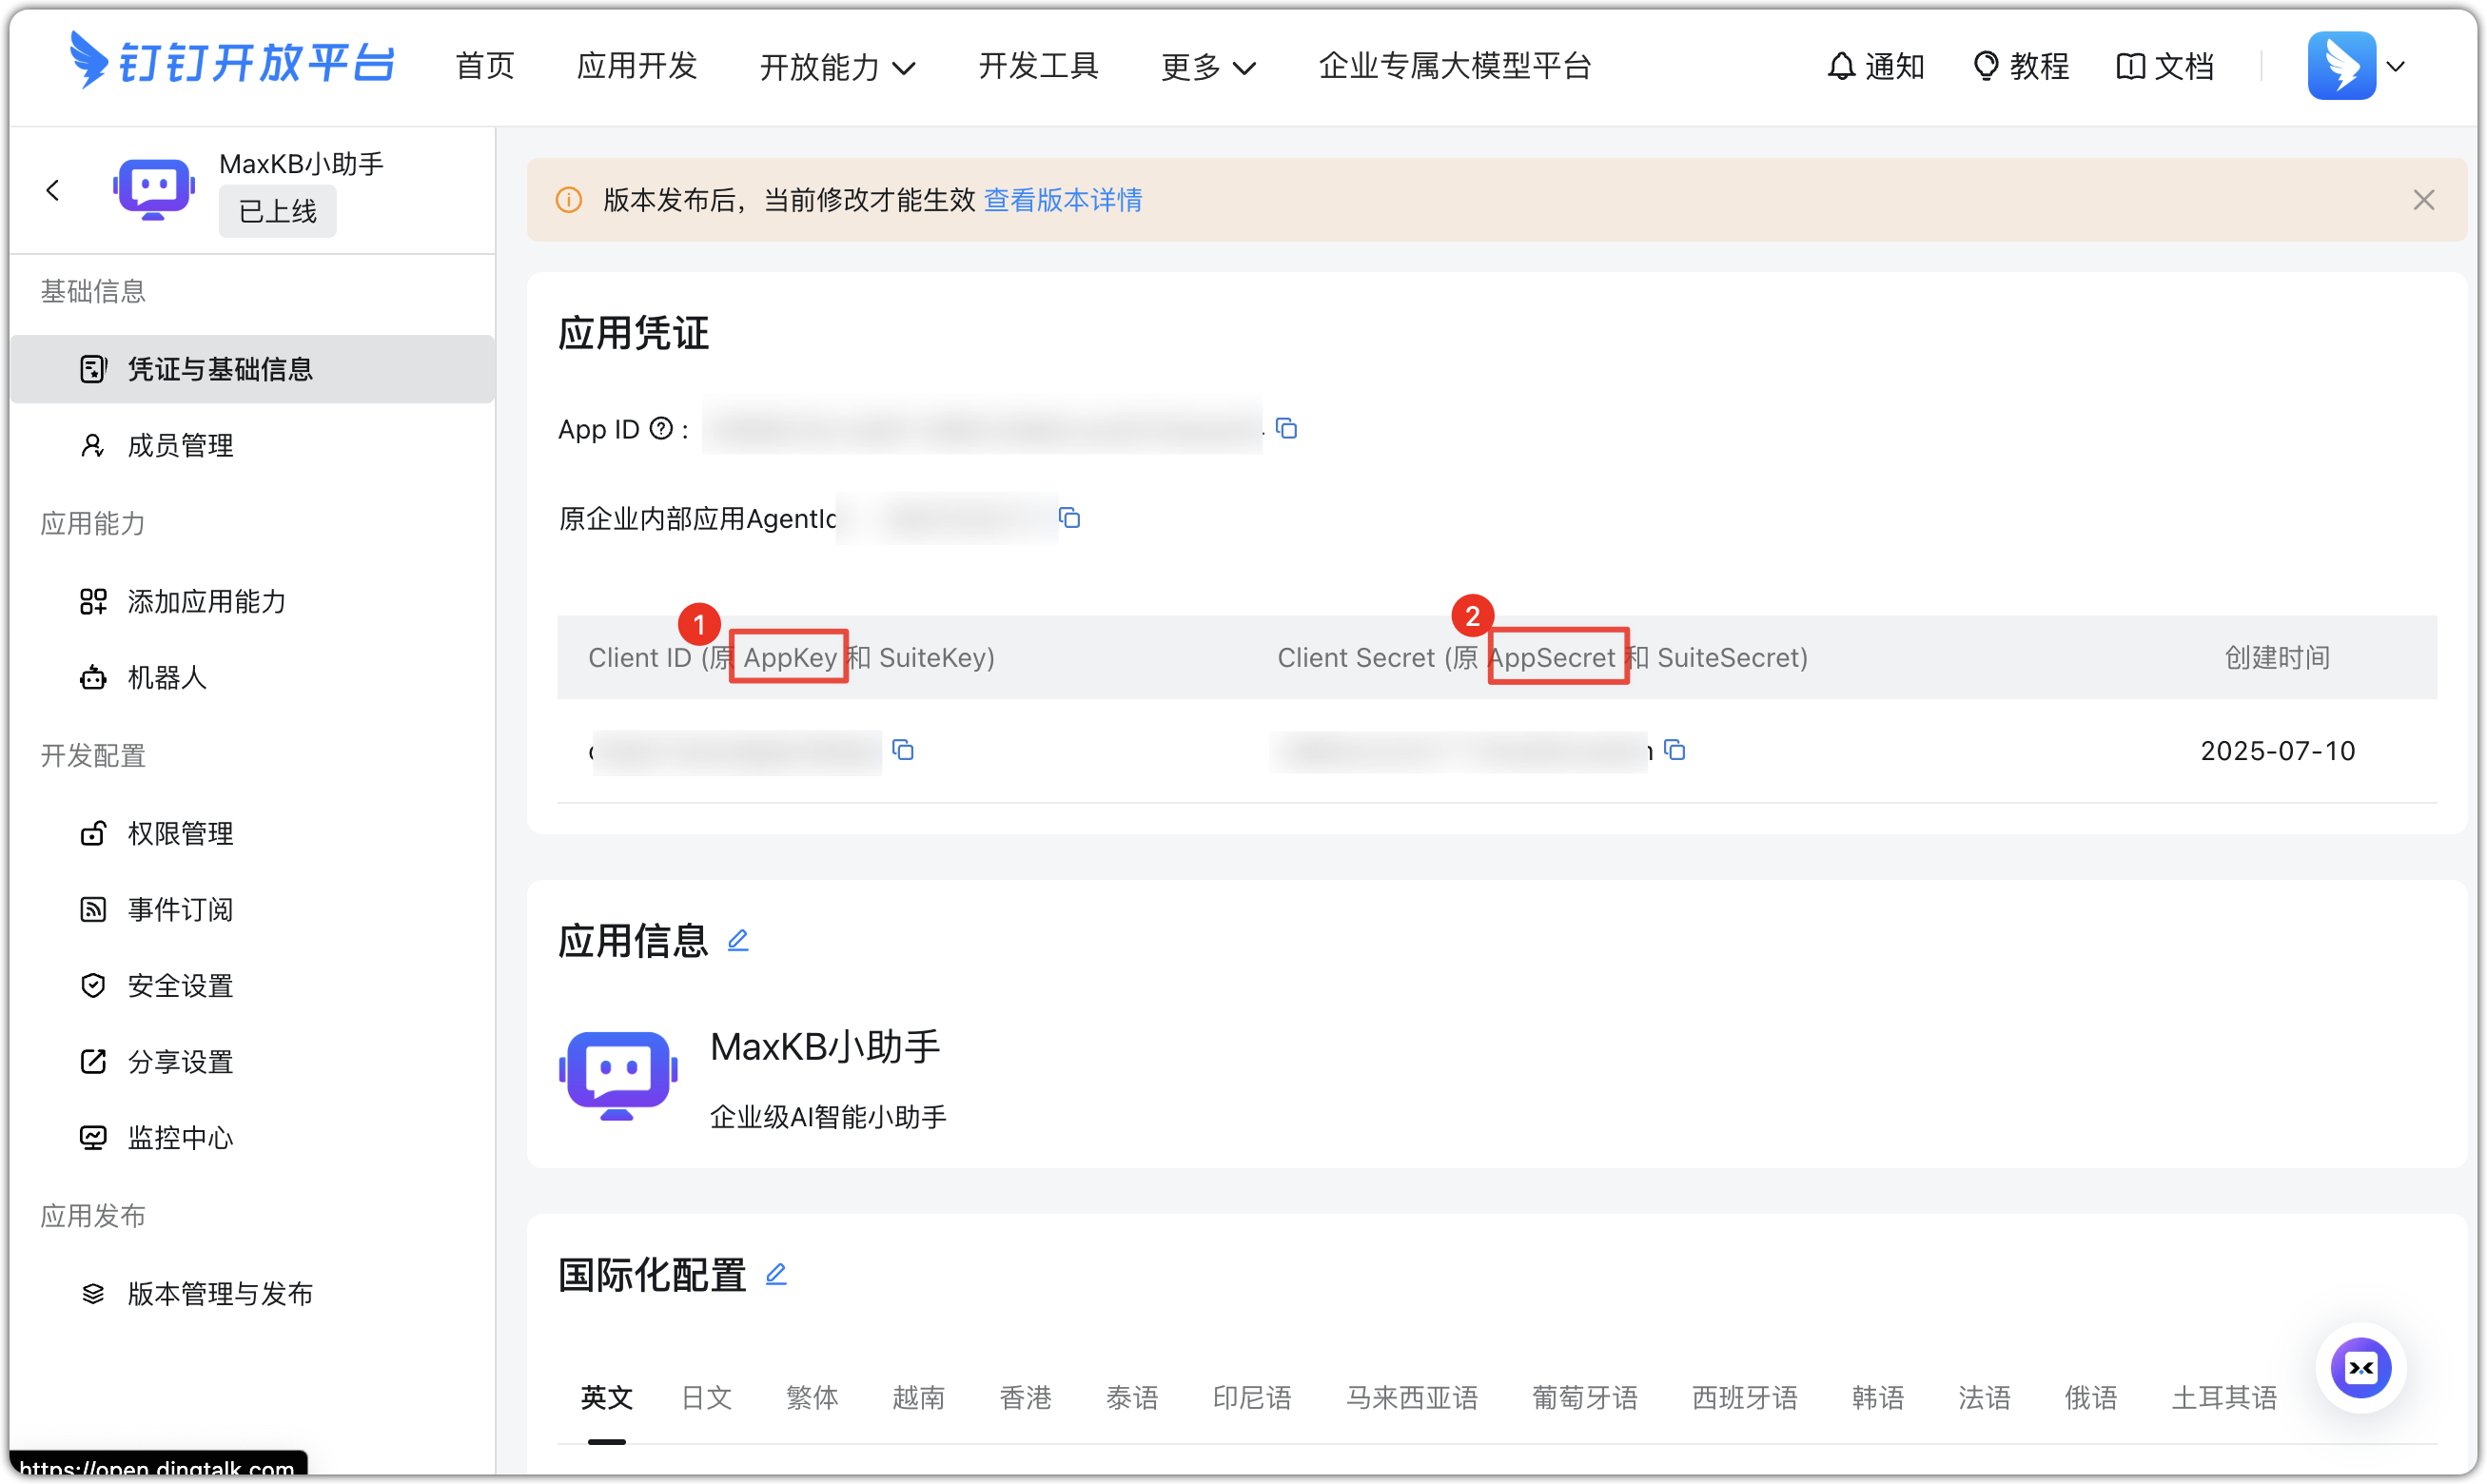 钉钉开放平台 首页 应用开发 开放能力 开发工具 更多 企业专属大模型平台 通知 教程 文档
MaxKB小助手
已上线
基础信息
凭证与基础信息
成员管理
应用能力
添加应用能力
机器人
开发配置
权限管理
事件订阅
安全设置
分享设置
监控中心
应用发布
版本管理与发布
版本发布后，当前修改才能生效 查看版本详情
应用凭证
App ID ? :
原企业内部应用AgentId
1 2
Client ID (原 AppKey 和 SuiteKey) Client Secret (原 AppSecret 和 SuiteSecret) 创建时间
2025-07-10
应用信息
MaxKB小助手
企业级AI智能小助手
国际化配置
英文 日文 繁体 越南 香港 泰语 印尼语 马来西亚语 葡萄牙语 西班牙语 韩语 法语 俄语 土耳其语
https://open.dingtalk.com